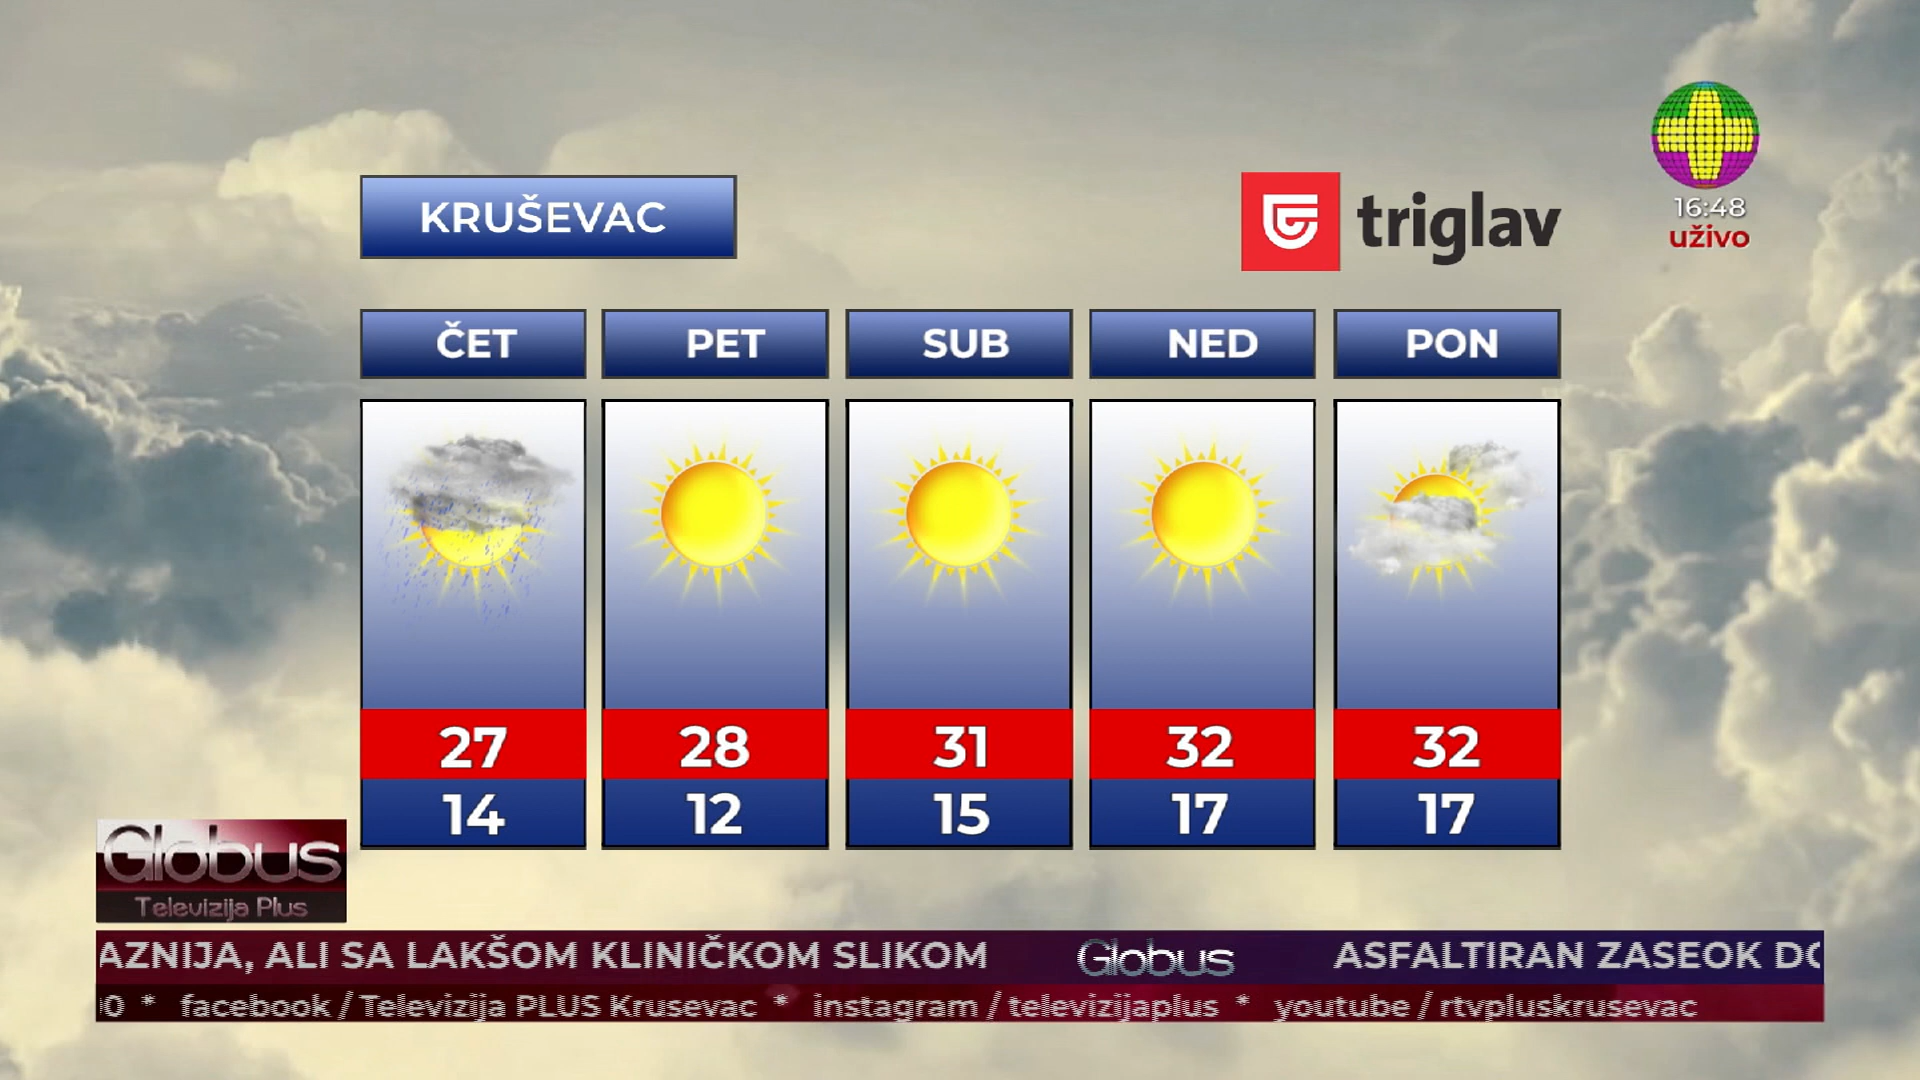 KRUŠEVAC
triglav
16:48
uživo
ČET PET SUB NED PON
27 28 31 32 32
14 12 15 17 17
Globus
Televizija Plus
AZNIJA, ALI SA LAKŠOM KLINIČKOM SLIKOM Globus ASFALTIRAN ZASEOK
* facebook / Televizija PLUS Krusevac * instagram / televizijaplus * youtube / rtvpluskrusevac